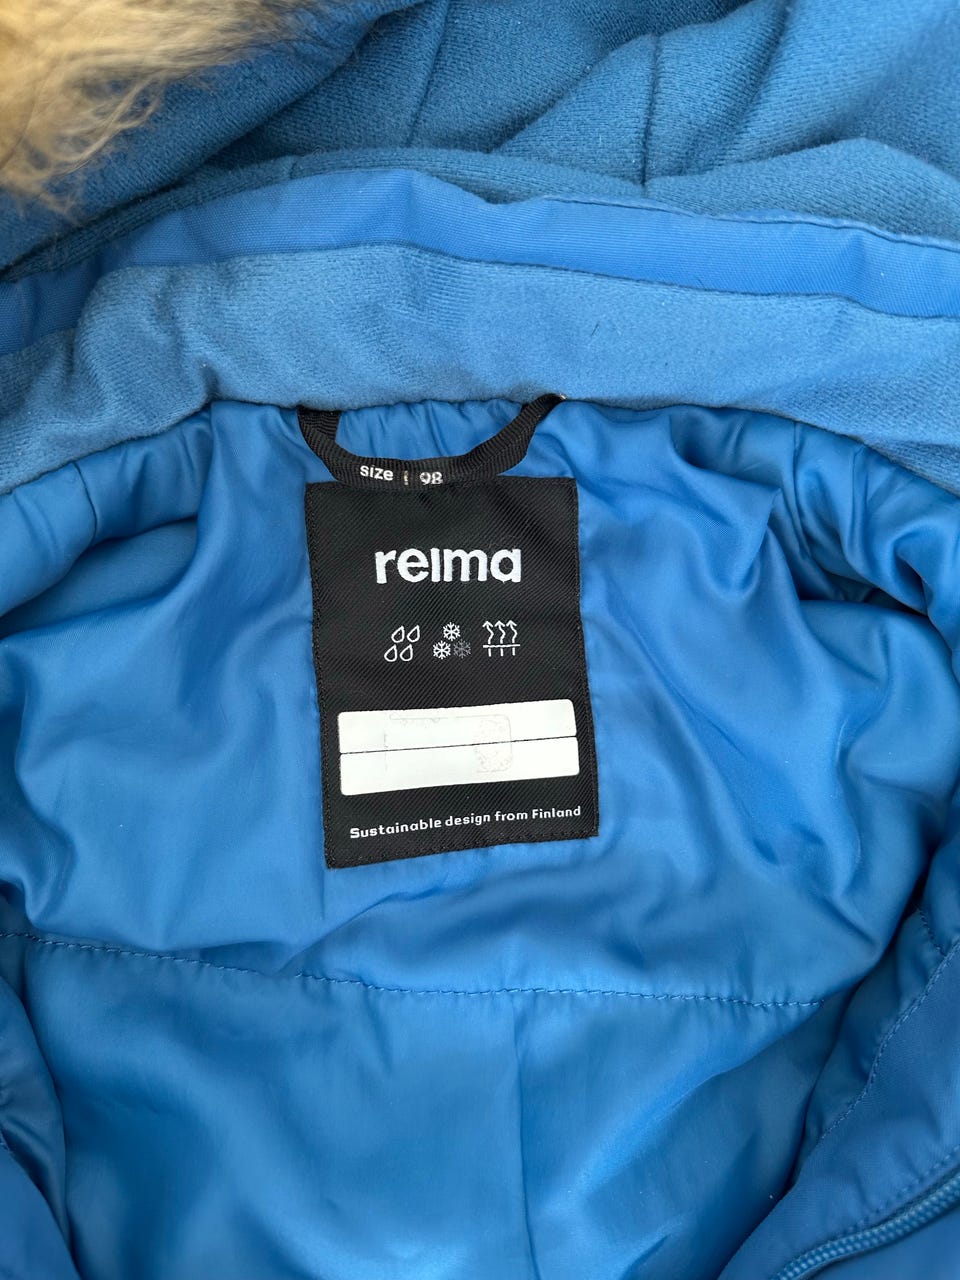 size | 98
reima
Sustainable design from Finland